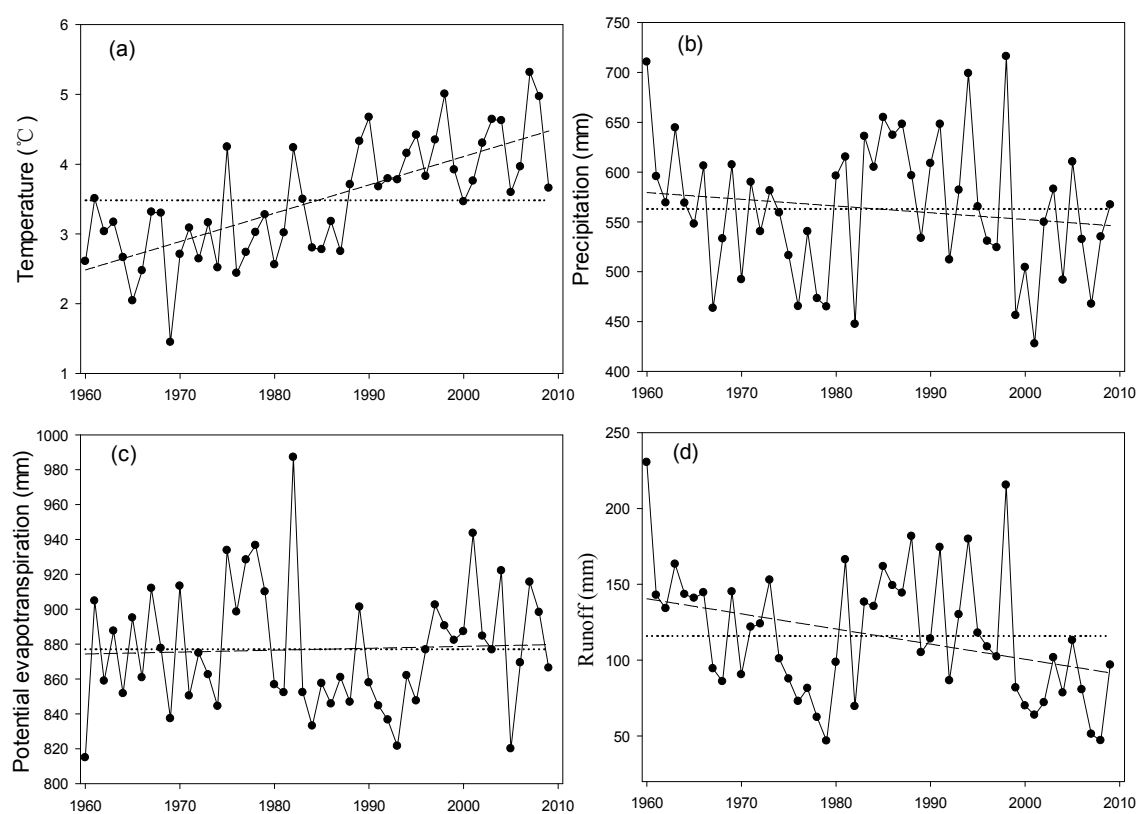 (a)
Temperature (℃)
6
5
4
3
2
1
1960 1970 1980 1990 2000 2010
(b)
Precipitation (mm)
750
700
650
600
550
500
450
400
1960 1970 1980 1990 2000 2010
(c)
Potential evapotranspiration (mm)
1000
980
960
940
920
900
880
860
840
820
800
1960 1970 1980 1990 2000 2010
(d)
Runoff (mm)
250
200
150
100
50
1960 1970 1980 1990 2000 2010